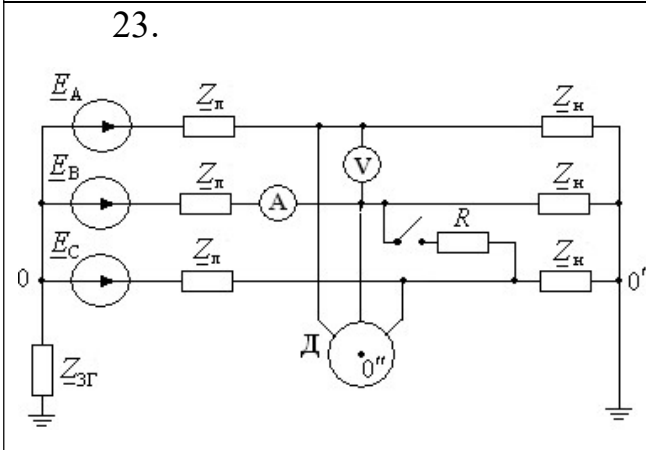 23.
E_A Z_л Z_н
V
E_B Z_л A Z_н
R
E_C Z_л Z_н
0 0'
Д 0"
Z_ЗГ